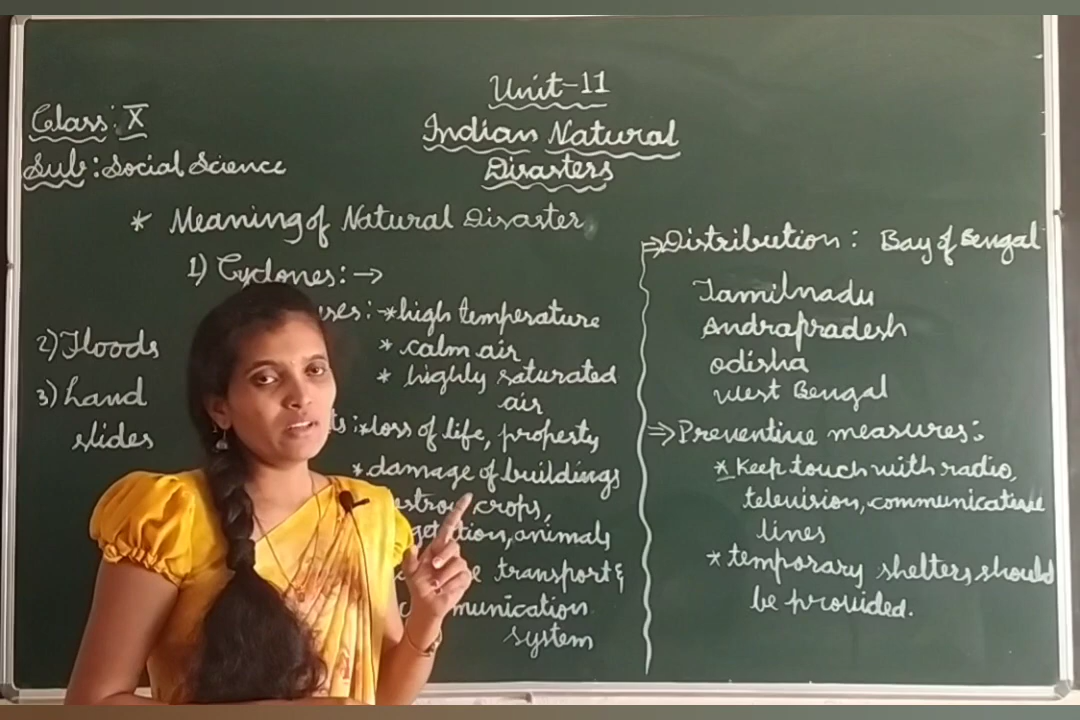 Unit-11
Indian Natural
Disasters
Class: X
Sub: Social Science
* Meaning of Natural Disaster
1) Cyclones: →
* high temperature
* calm air
* highly saturated
air
* loss of life, property
* damage of buildings
crops,
animals
transport &
system
2) Floods
3) Land
slides
⇒ Distribution: Bay of Bengal
Tamilnadu
Andrapradesh
odisha
West Bengal
⇒ Preventive measures:
* Keep touch with radio,
television, communicative
lines
* temporary shelters, should
be provided.